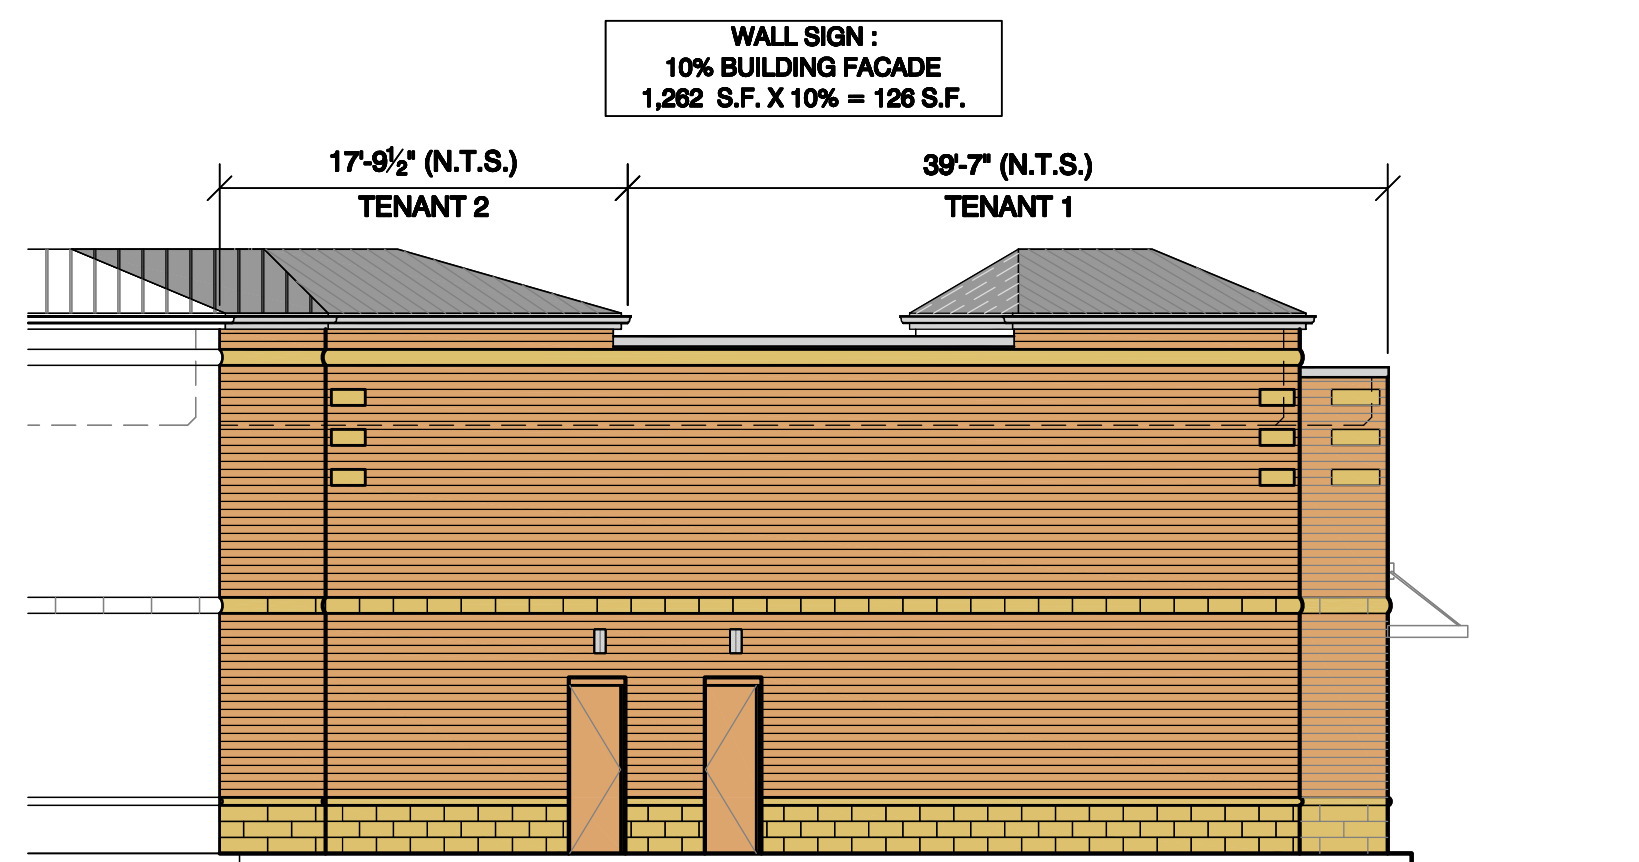 WALL SIGN :
10% BUILDING FACADE
1,262 S.F. X 10% = 126 S.F.
17'-9½" (N.T.S.)
39'-7" (N.T.S.)
TENANT 2
TENANT 1